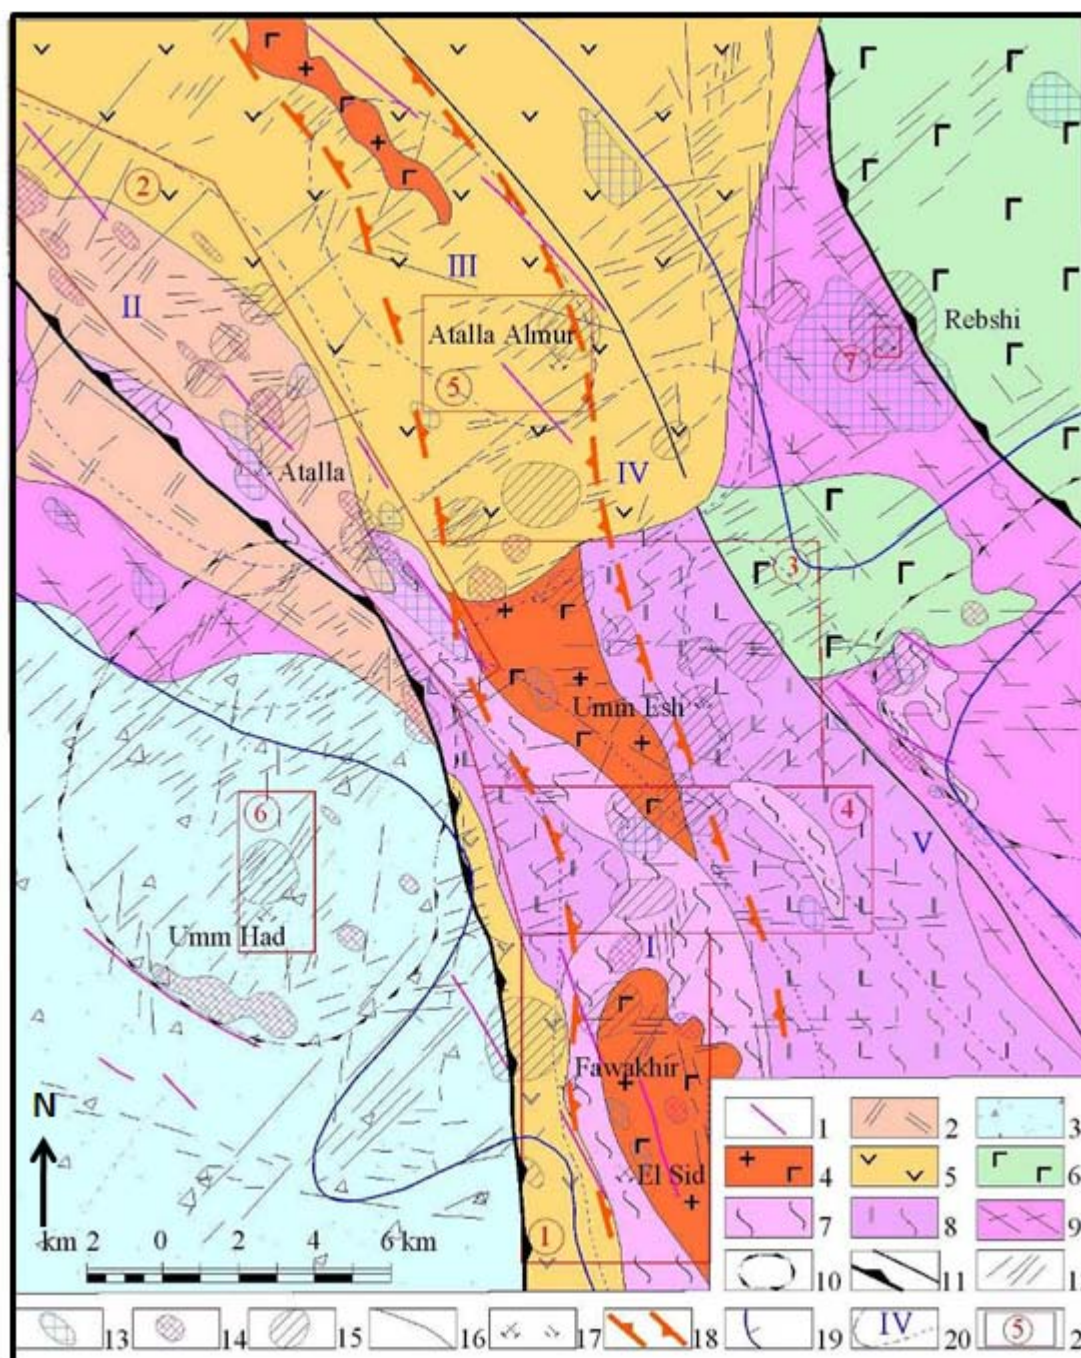 2
III
II
Atalla Almur
5
Rebshi
7
Atalla
IV
3
Umm Esh
6
4
V
Umm Had
I
Fawakhir
N
El Sid
1
km 2 0 2 4 6 km
1 2 3
4 5 6
7 8 9
10 11 1
13 14 15 16 17 18 19 IV 20 5 2